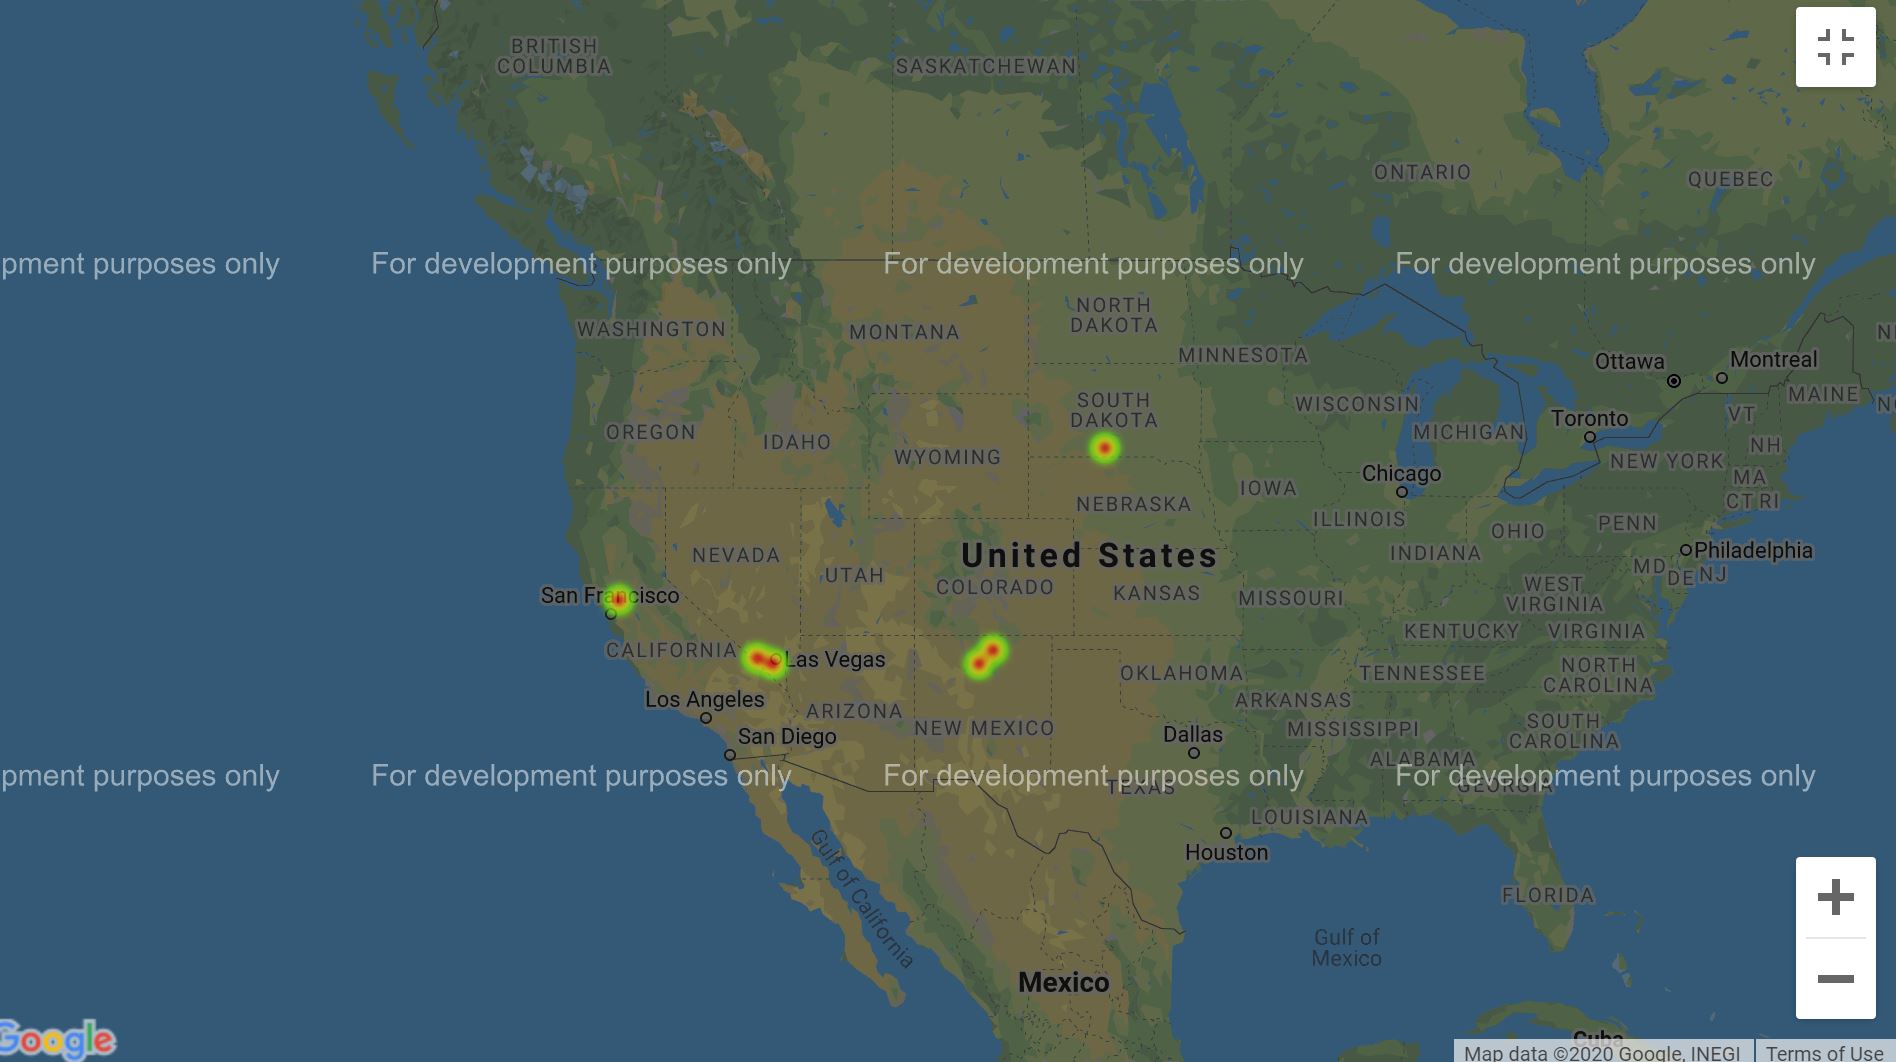 BRITISH
COLUMBIA
SASKATCHEWAN
ONTARIO
QUEBEC
pment purposes only
For development purposes only
For development purposes only
For development purposes only
WASHINGTON
MONTANA
NORTH
DAKOTA
MINNESOTA
Ottawa
Montreal
MAINE
OREGON
IDAHO
WYOMING
SOUTH
DAKOTA
WISCONSIN
MICHIGAN
Toronto
VT
NH
NEW YORK
MA
CT RI
NEBRASKA
IOWA
Chicago
ILLINOIS
INDIANA
OHIO
PENN
Philadelphia
MD
DE
NJ
NEVADA
UTAH
United States
COLORADO
KANSAS
MISSOURI
WEST
VIRGINIA
San Francisco
CALIFORNIA
Las Vegas
KENTUCKY
VIRGINIA
OKLAHOMA
TENNESSEE
NORTH
CAROLINA
Los Angeles
ARIZONA
NEW MEXICO
ARKANSAS
MISSISSIPPI
SOUTH
CAROLINA
San Diego
Dallas
ALABAMA
pment purposes only
For development purposes only
For development purposes only
For development purposes only
TEXAS
GEORGIA
LOUISIANA
Houston
Gulf of California
FLORIDA
Gulf of
Mexico
Mexico
Cuba
Google
Map data ©2020 Google, INEGI
Terms of Use